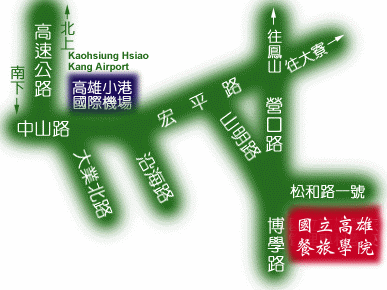 高速公路
北上
南下
Kaohsiung Hsiao
Kang Airport
高雄小港
國際機場
往鳳山
往大寮
宏平路
營口路
中山路
山明路
大業北路
沿海路
松和路一號
博學路
國立高雄
餐旅學院